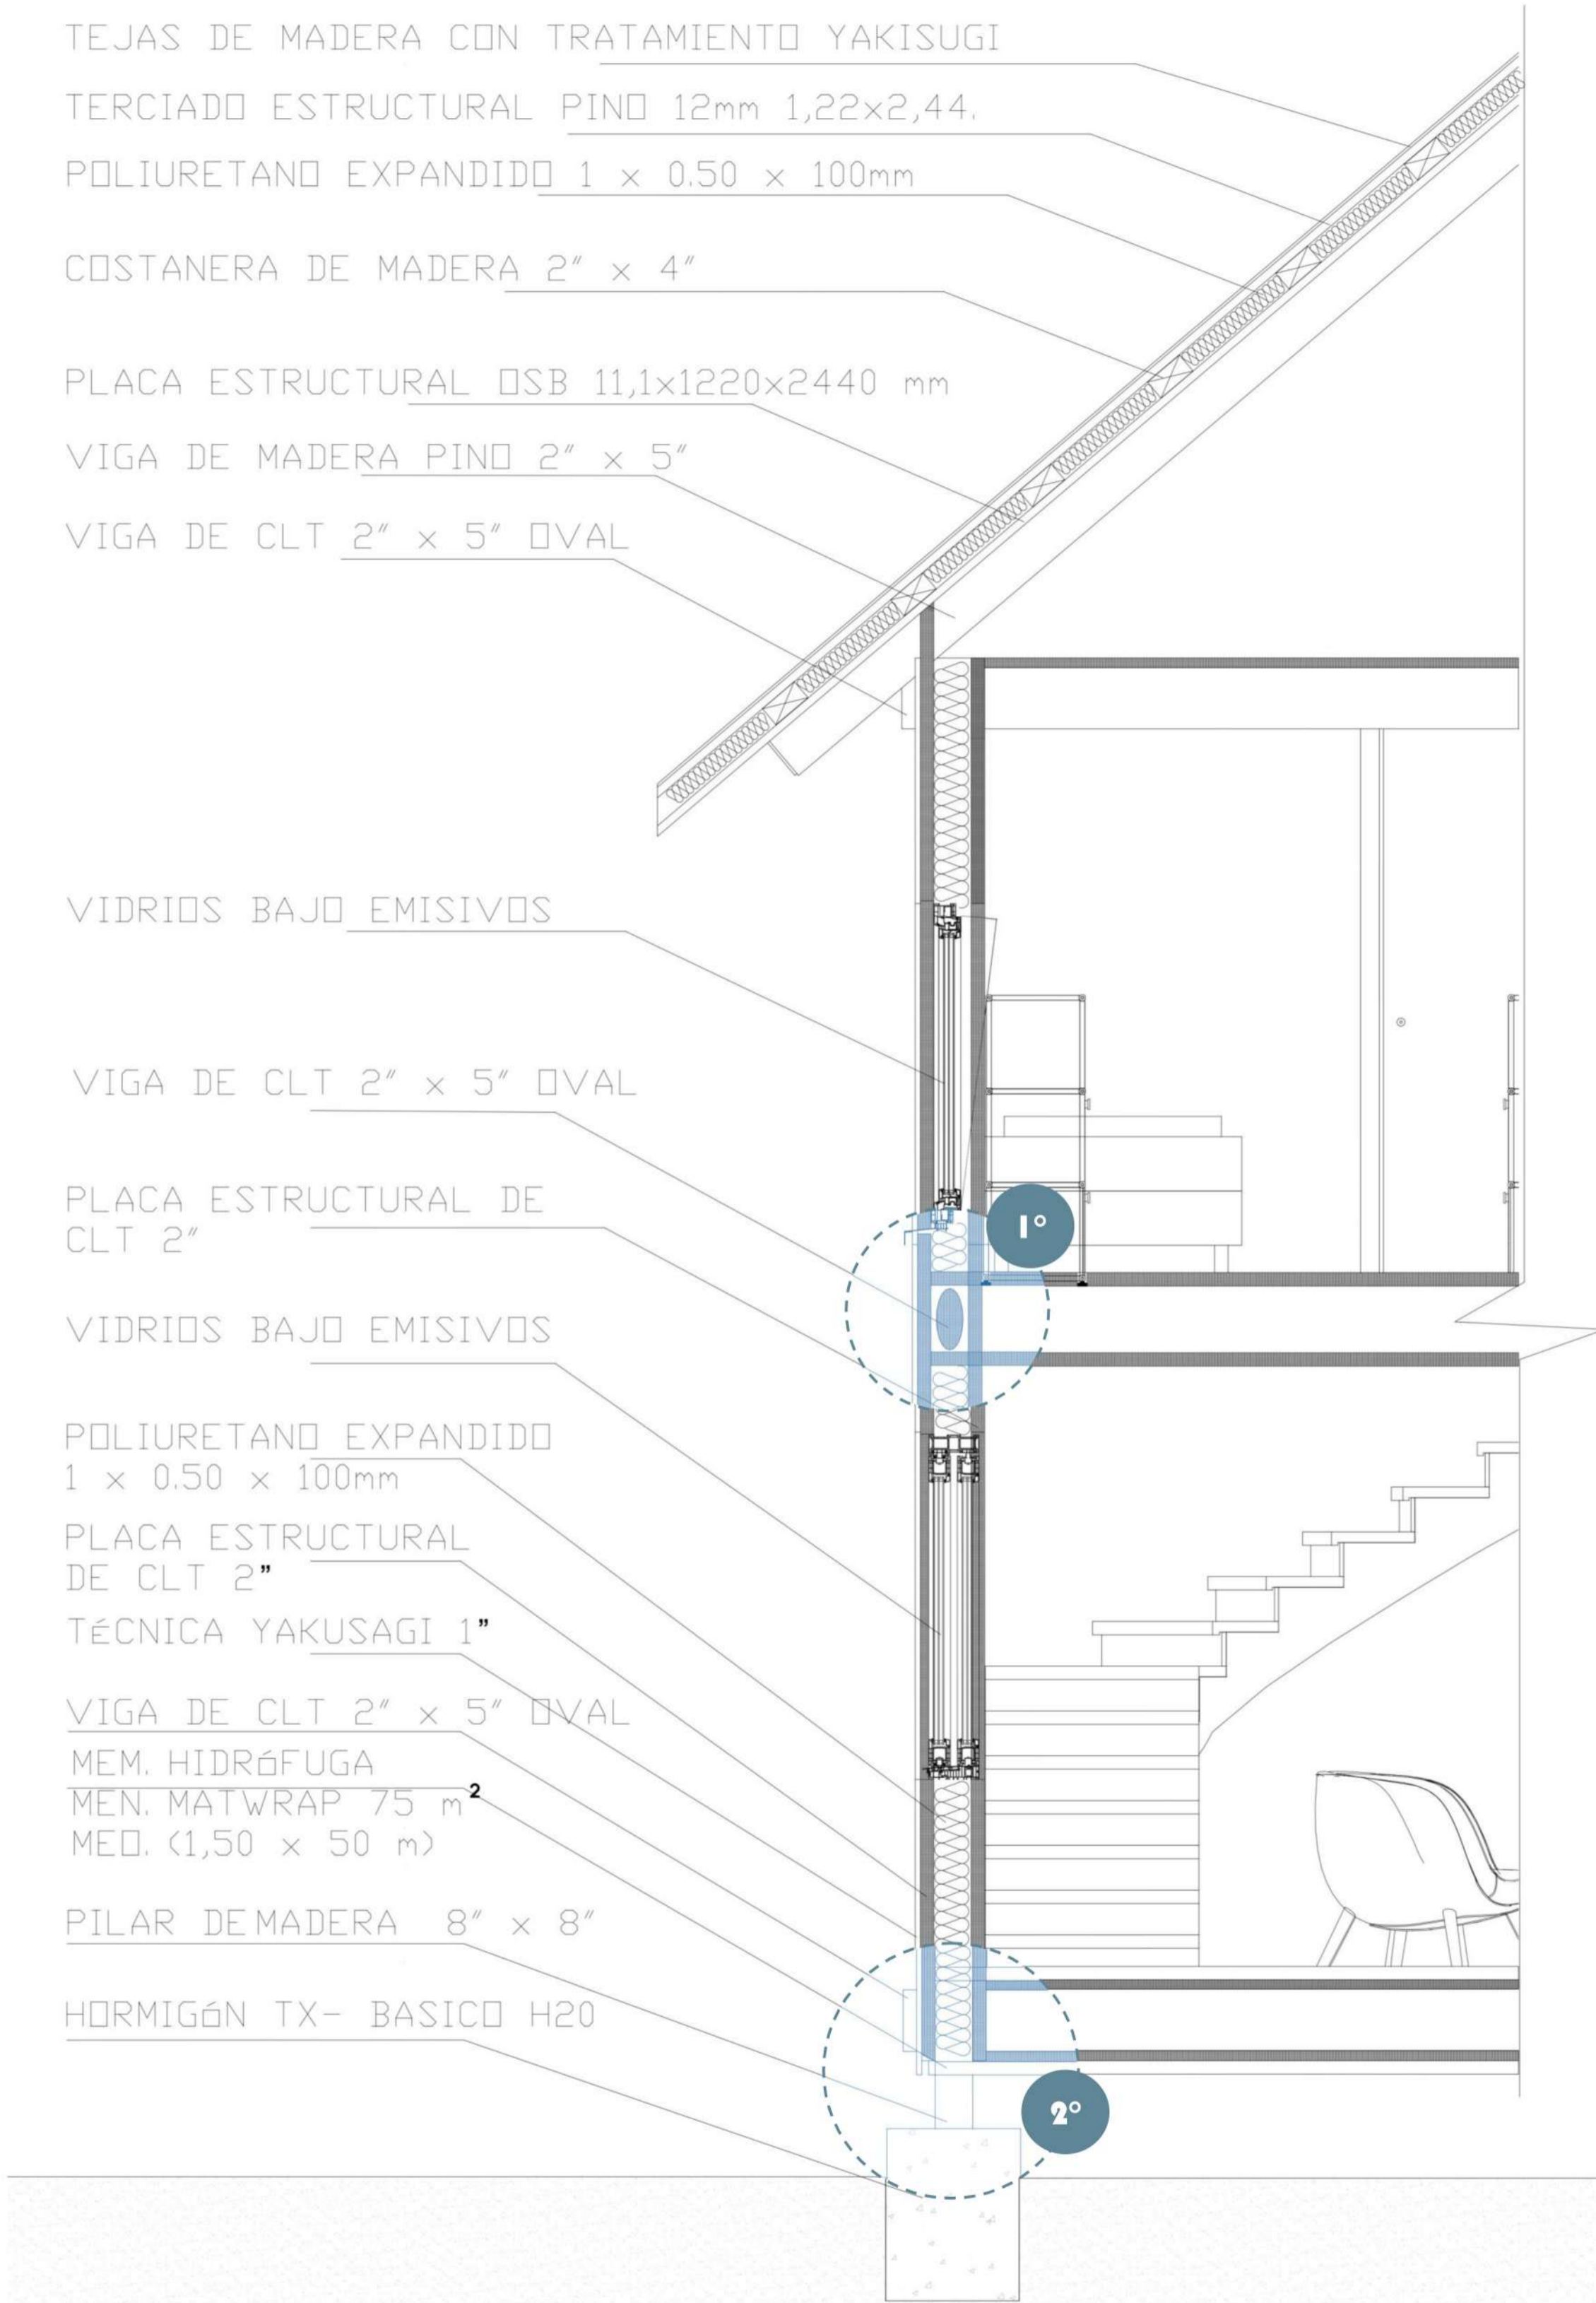 TEJAS DE MADERA CON TRATAMIENTO YAKISUGI
TERCIADO ESTRUCTURAL PINO 12mm 1,22x2,44.
POLIURETANO EXPANDIDO 1 x 0.50 x 100mm
COSTANERA DE MADERA 2" x 4"
PLACA ESTRUCTURAL OSB 11,1x1220x2440 mm
VIGA DE MADERA PINO 2" x 5"
VIGA DE CLT 2" x 5" OVAL
VIDRIOS BAJO EMISIVOS
VIGA DE CLT 2" x 5" OVAL
PLACA ESTRUCTURAL DE
CLT 2"
1°
VIDRIOS BAJO EMISIVOS
POLIURETANO EXPANDIDO
1 x 0.50 x 100mm
PLACA ESTRUCTURAL
DE CLT 2"
TéCNICA YAKUSAGI 1"
VIGA DE CLT 2" x 5" OVAL
MEM. HIDRóFUGA
MEN. MATWRAP 75 m²
MEO. (1,50 x 50 m)
PILAR DEMADERA 8" x 8"
HORMIGóN TX- BASICO H20
2°